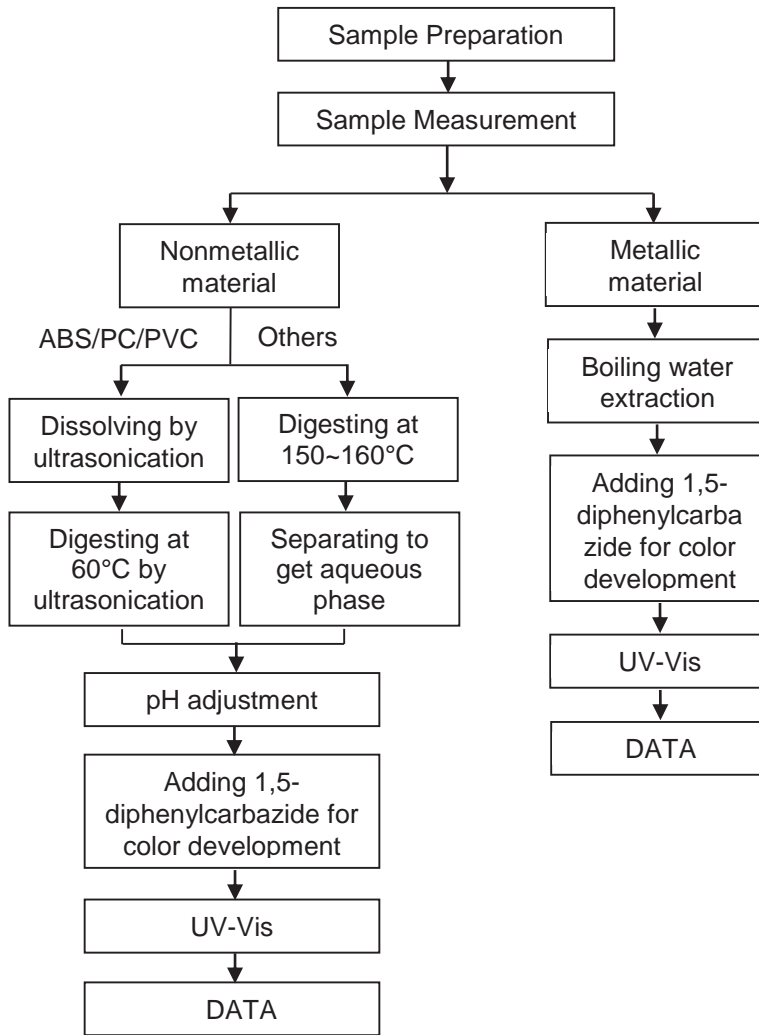 Sample Preparation
Sample Measurement
Nonmetallic
material
ABS/PC/PVC
Others
Dissolving by
ultrasonication
Digesting at
150~160°C
Digesting at
60°C by
ultrasonication
Separating to
get aqueous
phase
pH adjustment
Adding 1,5-
diphenylcarbazide for
color development
UV-Vis
DATA
Metallic
material
Boiling water
extraction
Adding 1,5-
diphenylcarba
zide for color
development
UV-Vis
DATA